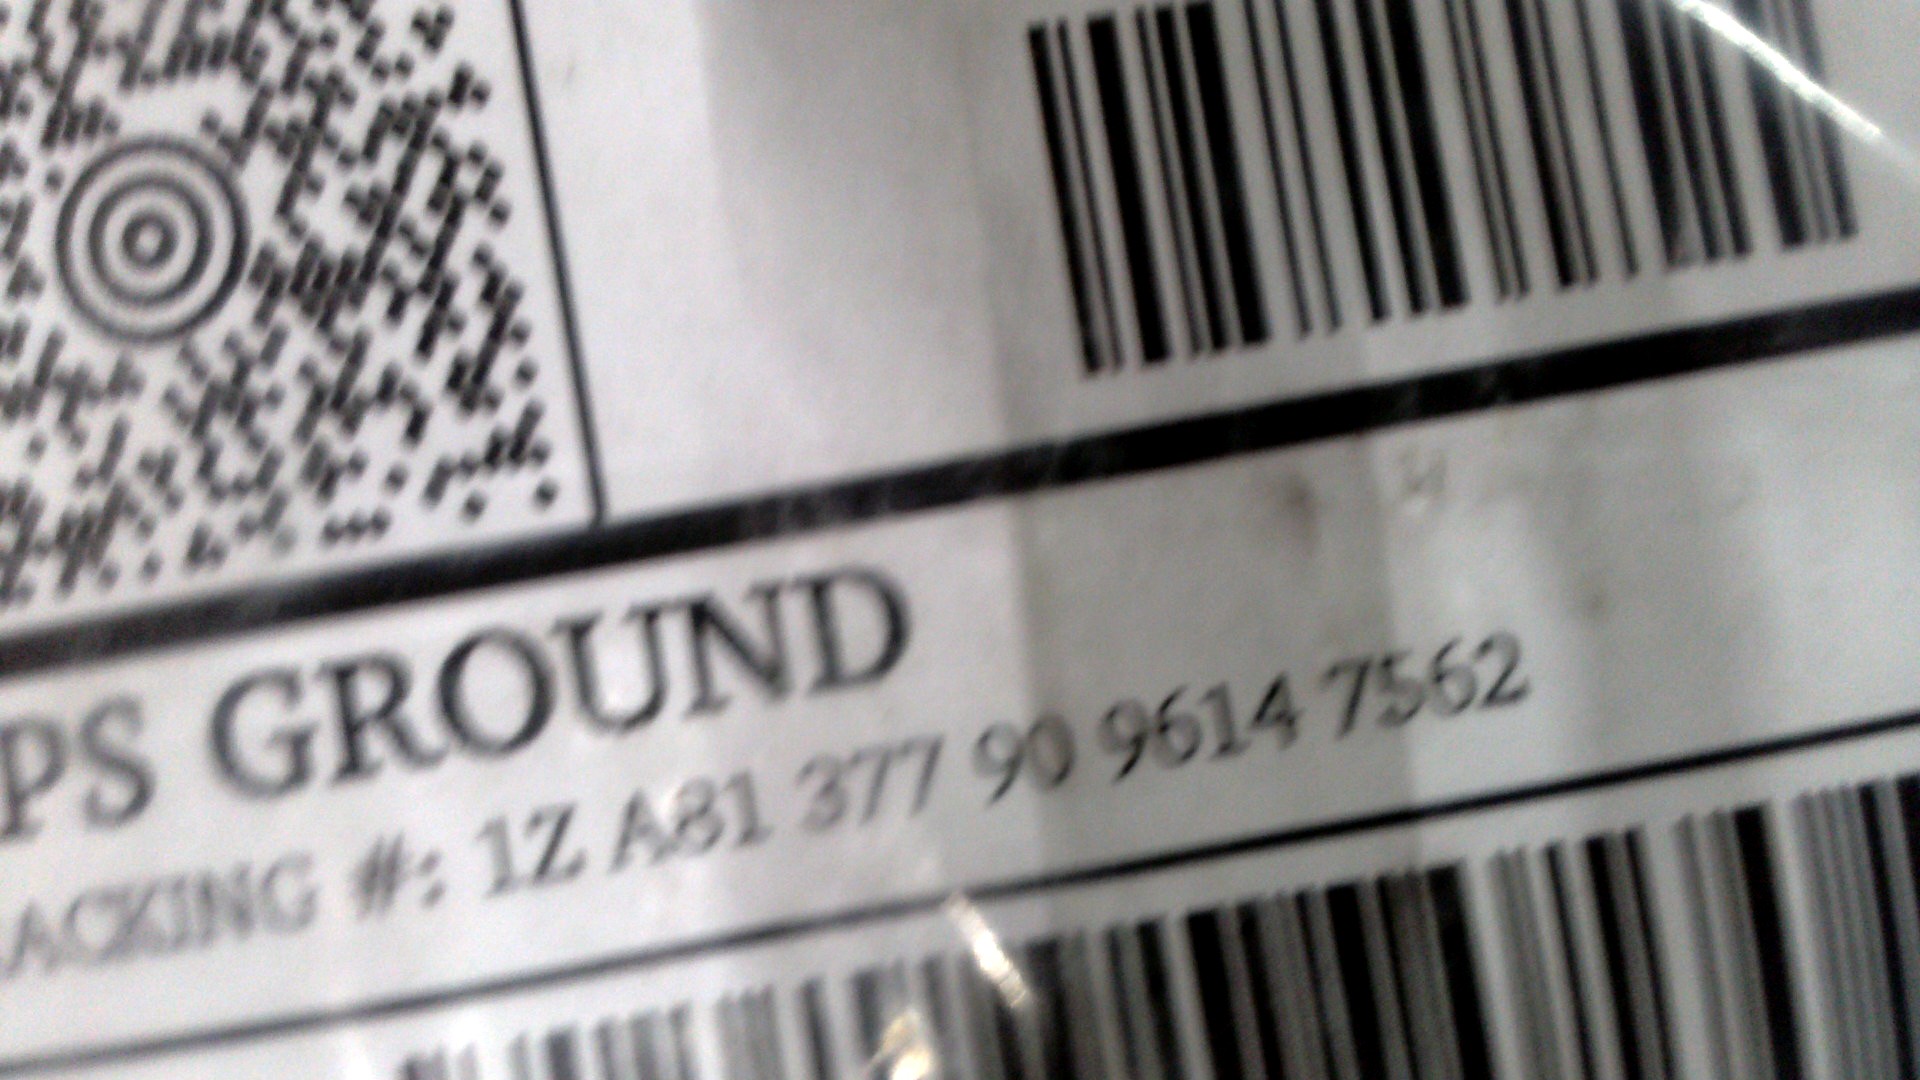 PS GROUND
ACKING #: 1Z A81 377 90 9614 7562